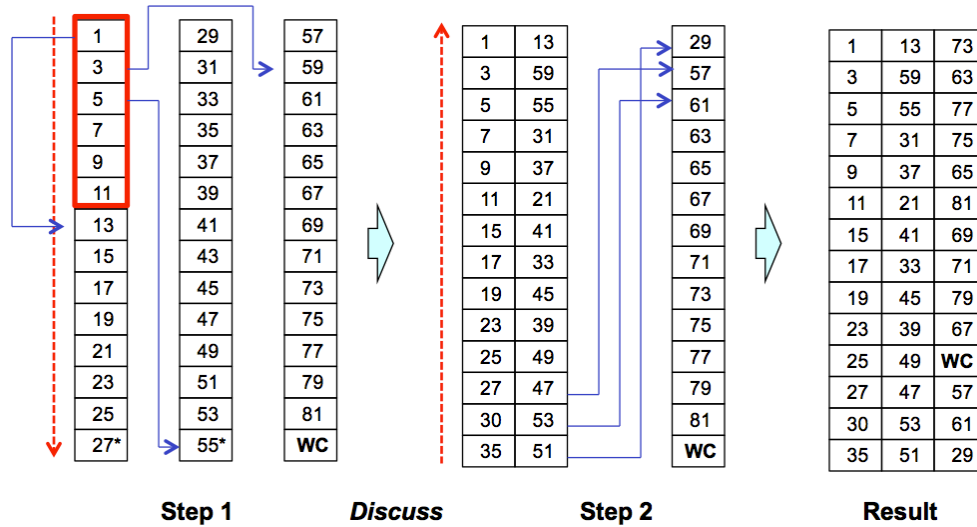 1 29 57 1 13 29 1 13 73
3 31 59 3 59 57 3 59 63
5 33 61 5 55 61 5 55 77
7 35 63 7 31 63 7 31 75
9 37 65 9 37 65 9 37 65
11 39 67 11 21 67 11 21 81
13 41 69 15 41 69 15 41 69
15 43 71 17 33 71 17 33 71
17 45 73 19 45 73 19 45 79
19 47 75 23 39 75 23 39 67
21 49 77 25 49 77 25 49 WC
23 51 79 27 47 79 27 47 57
25 53 81 30 53 81 30 53 61
27* 55* WC 35 51 WC 35 51 29
Step 1 Discuss Step 2 Result